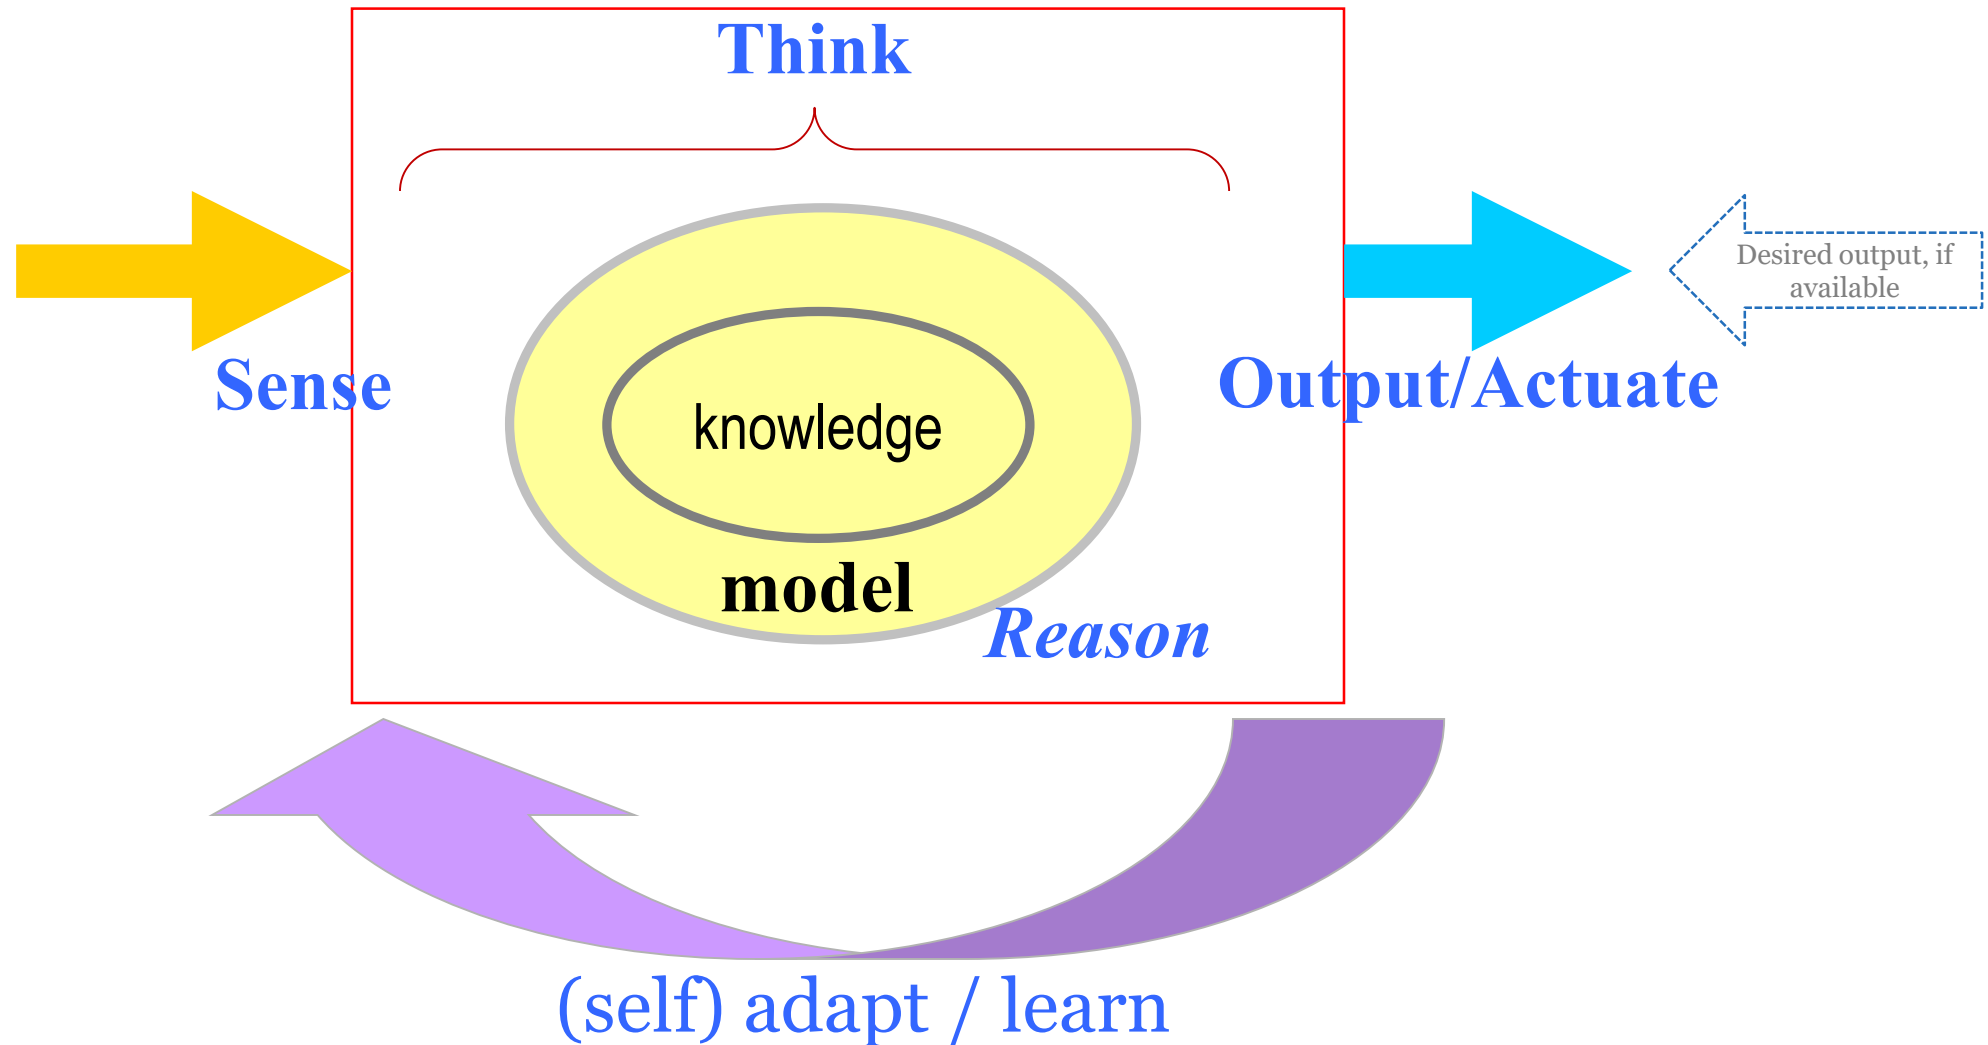 Think
Desired output, if
available
Sense
Output/Actuate
knowledge
model
Reason
(self) adapt / learn